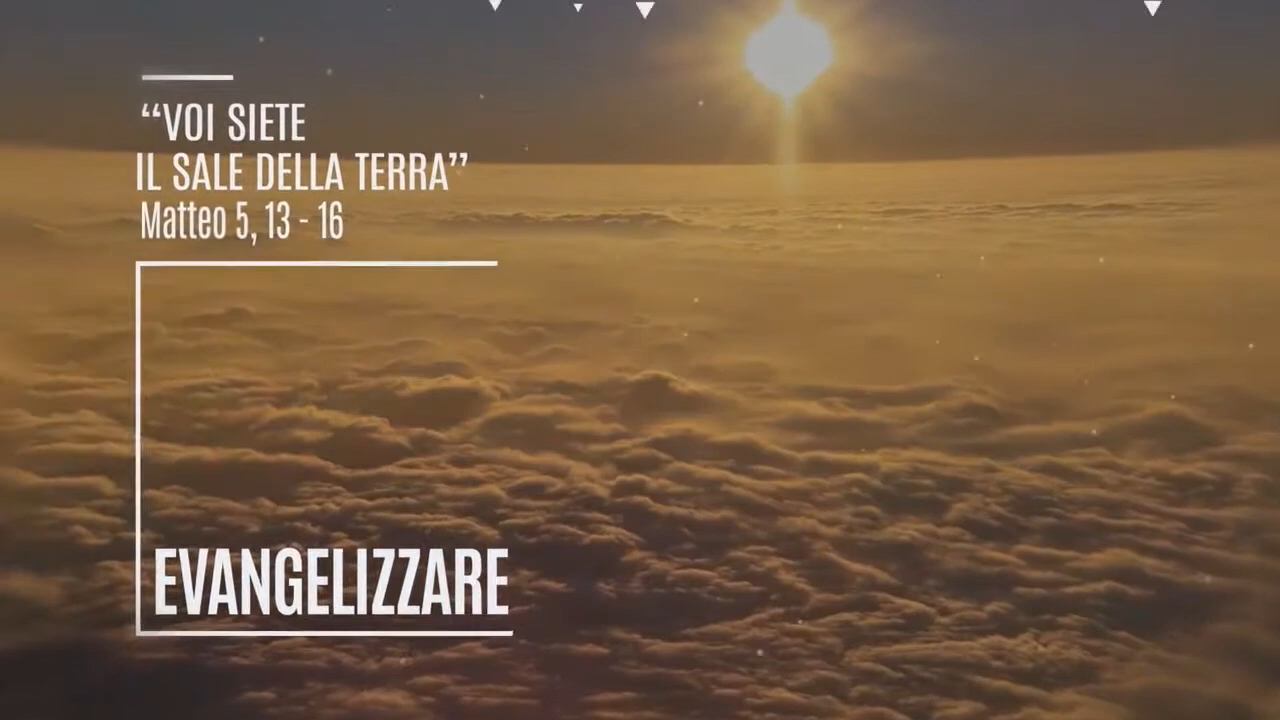 “VOI SIETE
IL SALE DELLA TERRA”
Matteo 5, 13 - 16
EVANGELIZZARE